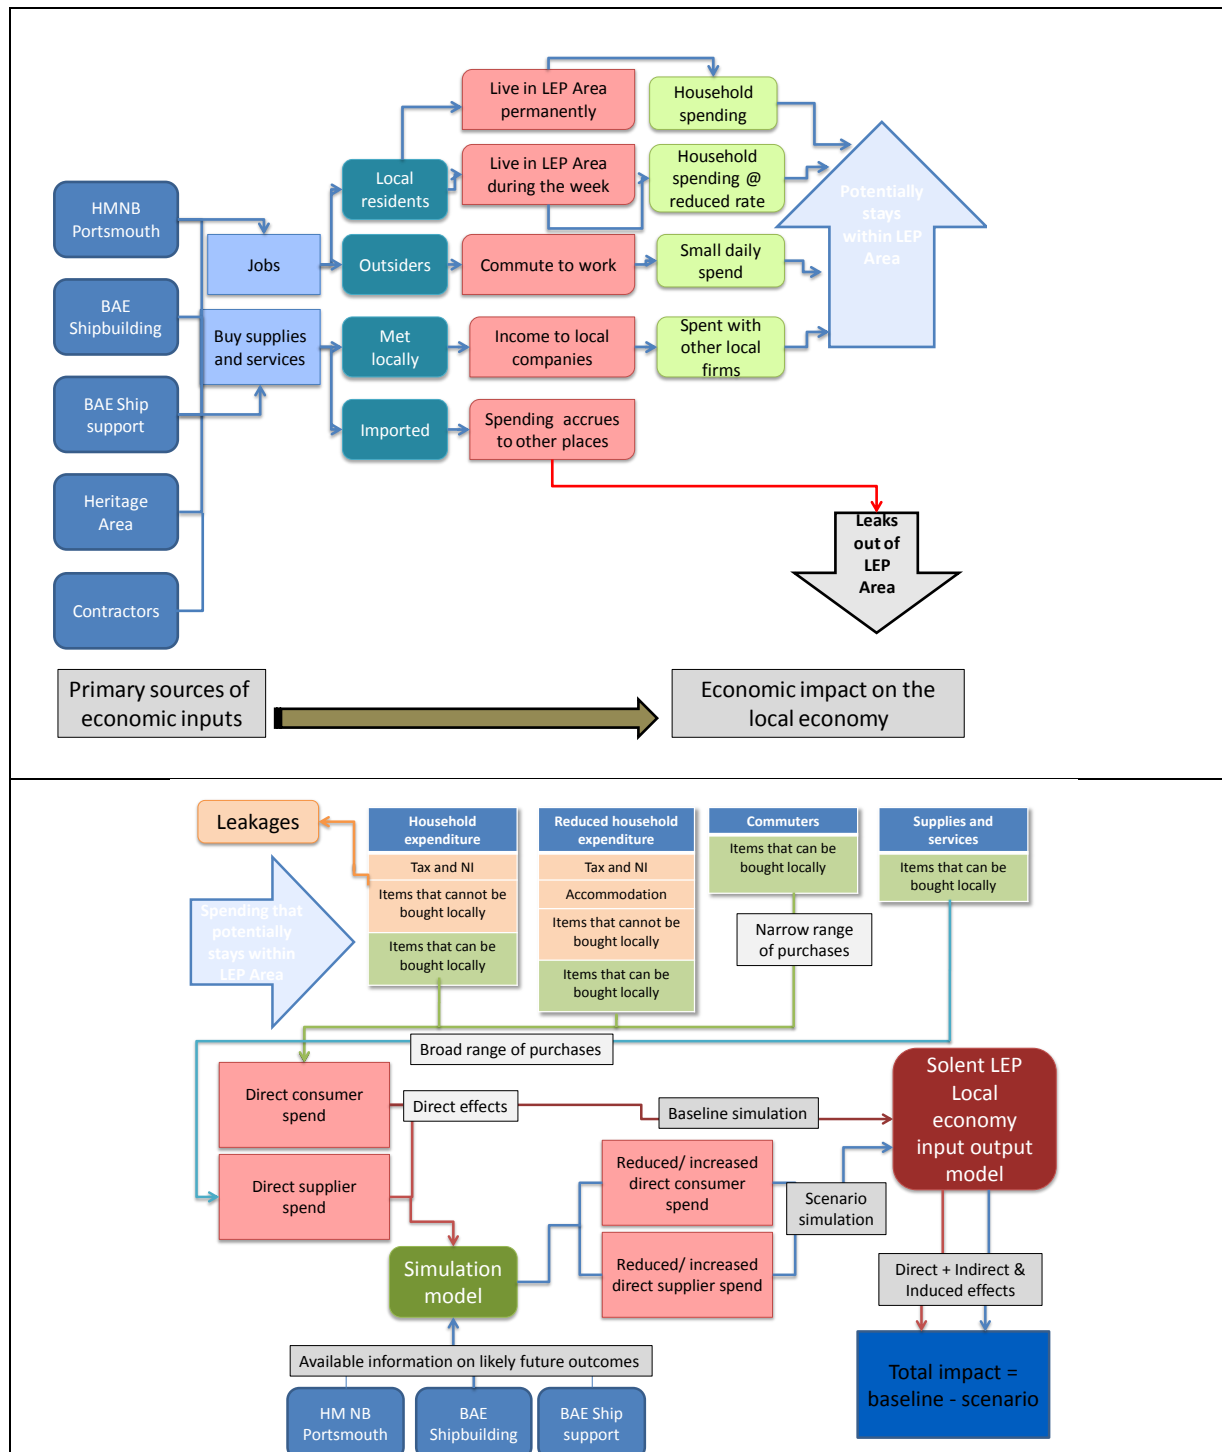 Live in LEP Area
permanently
Household
spending
Local
residents
Live in LEP Area
during the week
Household
spending @
reduced rate
Potentially
stays
within LEP
Area
HMNB
Portsmouth
Jobs
Outsiders
Commute to work
Small daily
spend
BAE
Shipbuilding
Buy supplies
and services
Met
locally
Income to local
companies
Spent with
other local
firms
BAE Ship
support
Imported
Spending accrues
to other places
Heritage
Area
Leaks
out of
LEP
Area
Contractors
Primary sources of
economic inputs
Economic impact on the
local economy
Leakages
Household
expenditure
Tax and NI
Items that cannot be
bought locally
Items that can be
bought locally
Reduced household
expenditure
Tax and NI
Accommodation
Items that cannot be
bought locally
Items that can be
bought locally
Commuters
Items that can be
bought locally
Supplies and
services
Items that can be
bought locally
Spending that
potentially
stays within
LEP Area
Narrow range
of purchases
Broad range of purchases
Direct consumer
spend
Direct effects
Baseline simulation
Solent LEP
Local
economy
input output
model
Direct supplier
spend
Reduced/ increased
direct consumer
spend
Scenario
simulation
Simulation
model
Reduced/ increased
direct supplier spend
Direct + Indirect &
Induced effects
Available information on likely future outcomes
Total impact =
baseline - scenario
HM NB
Portsmouth
BAE
Shipbuilding
BAE Ship
support